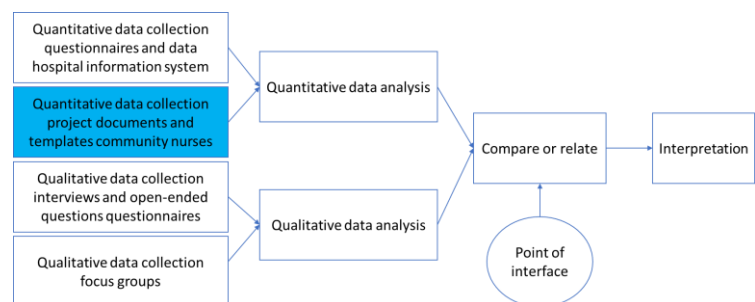 Quantitative data collection
questionnaires and data
hospital information system
Quantitative data collection
project documents and
templates community nurses
Qualitative data collection
interviews and open-ended
questions questionnaires
Qualitative data collection
focus groups
Quantitative data analysis
Qualitative data analysis
Compare or relate
Interpretation
Point of
interface